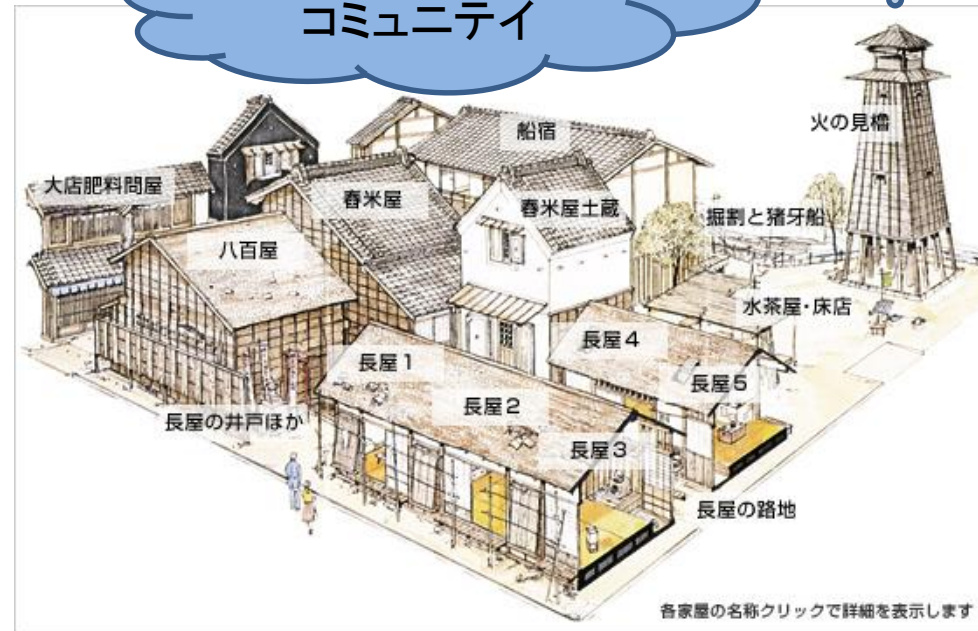 コミュニテイ
船宿
火の見櫓
大店肥料問屋
舂米屋
舂米屋土蔵
掘割と猪牙船
八百屋
水茶屋・床店
長屋1
長屋4
長屋2
長屋5
長屋の井戸ほか
長屋3
長屋の路地
各家屋の名称クリックで詳細を表示します